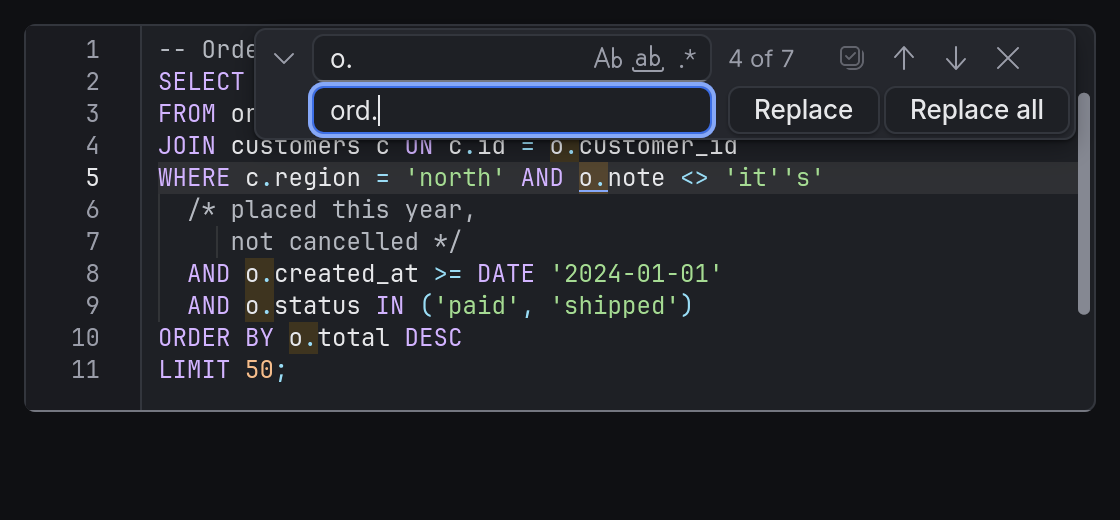 1 -- Orde
o. Ab ab .* 4 of 7
2 SELECT
3 FROM or
ord. Replace Replace all
4 JOIN customers c ON c.id = o.customer_id
5 WHERE c.region = 'north' AND o.note <> 'it''s'
6 /* placed this year,
7 not cancelled */
8 AND o.created_at >= DATE '2024-01-01'
9 AND o.status IN ('paid', 'shipped')
10 ORDER BY o.total DESC
11 LIMIT 50;